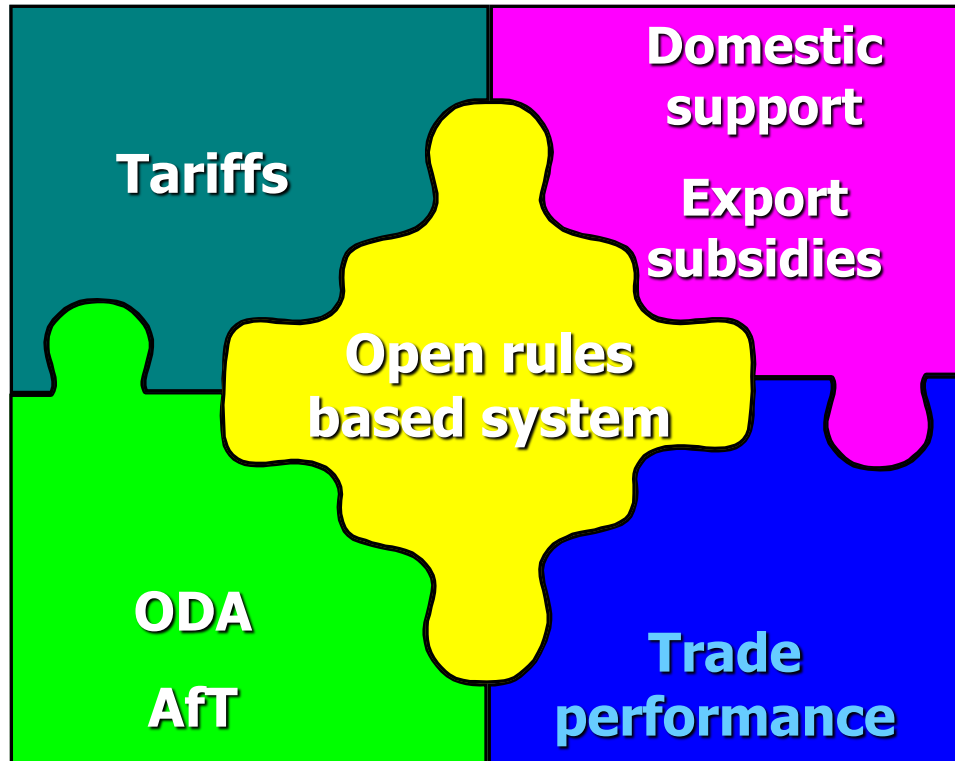 Tariffs
Domestic
support
Export
subsidies
Open rules
based system
ODA
AfT
Trade
performance